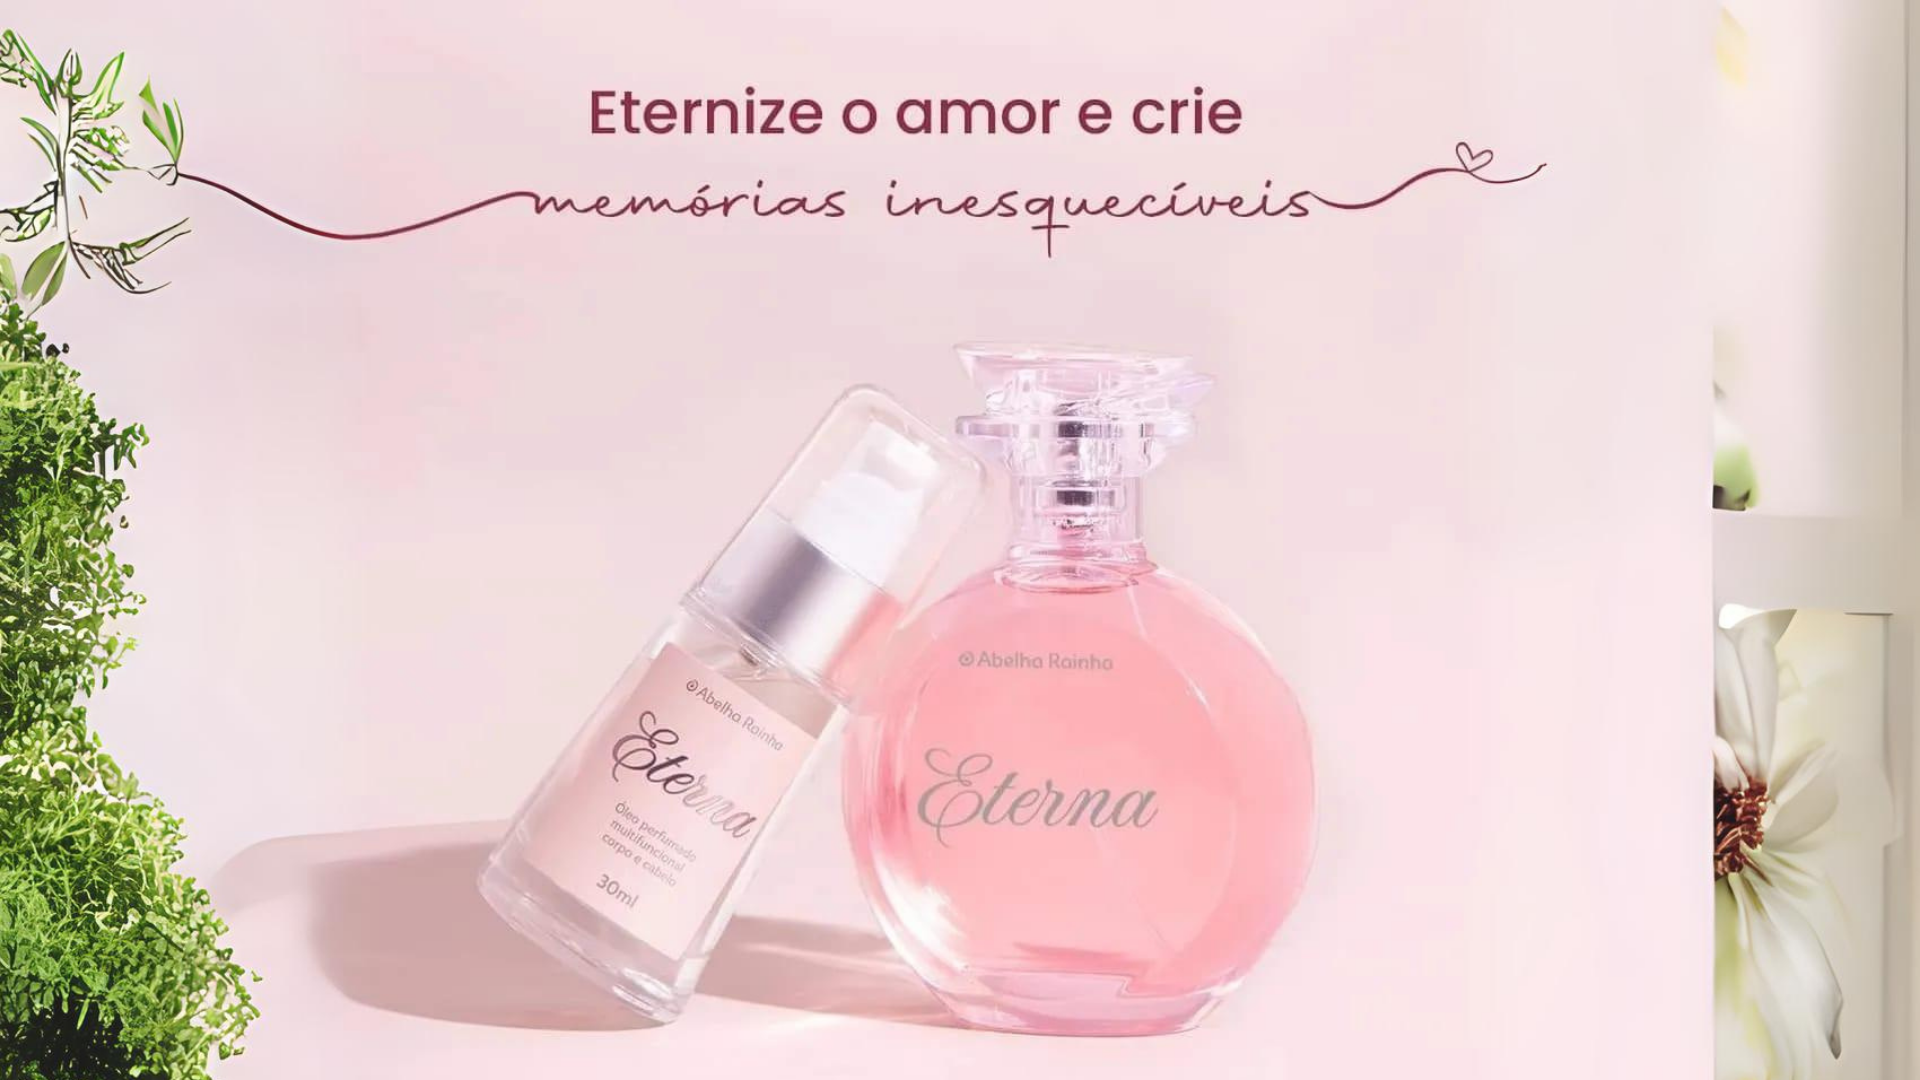 Eternize o amor e crie
memórias inesquecíveis
Abelha Rainha
Eterna
Óleo perfumado
multifuncional
corpo e cabelo
30ml
Abelha Rainha
Eterna